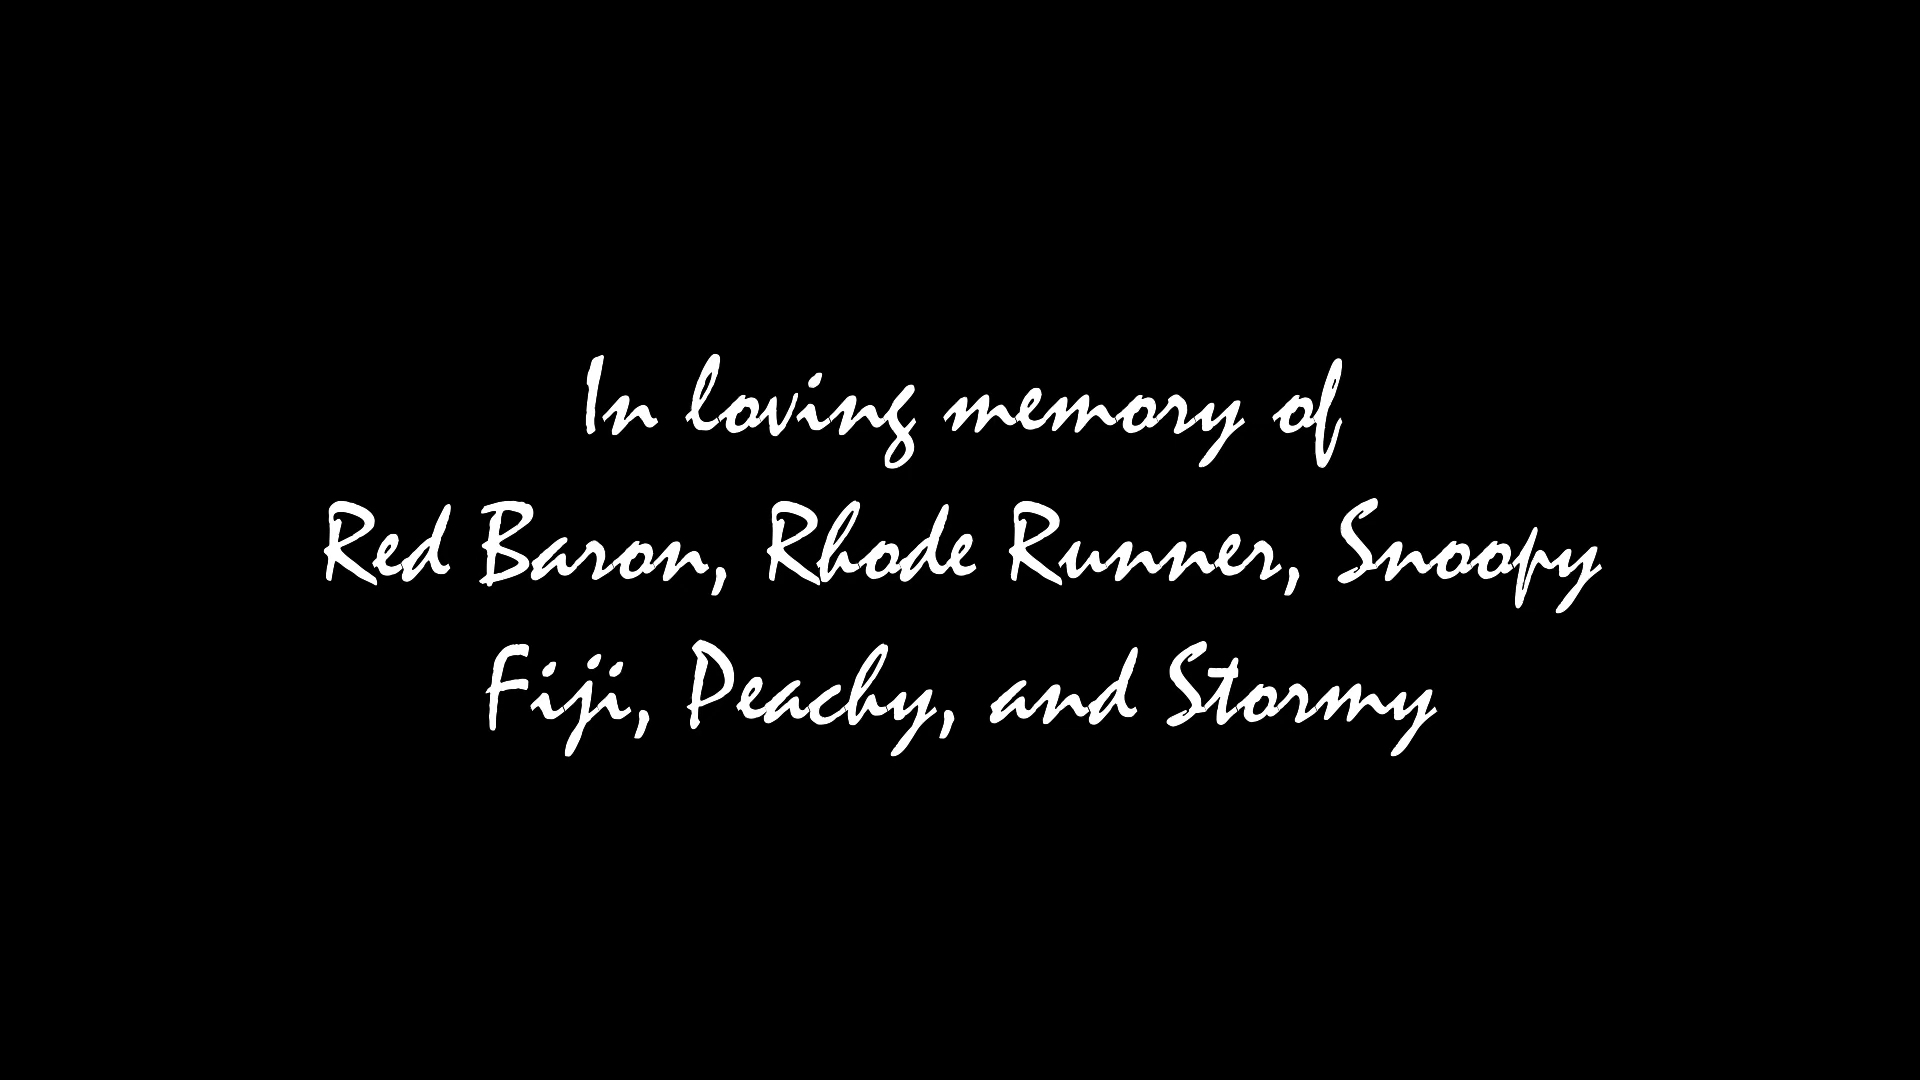 In loving memory of
Red Baron, Rhode Runner, Snoopy
Fiji, Peachy, and Stormy